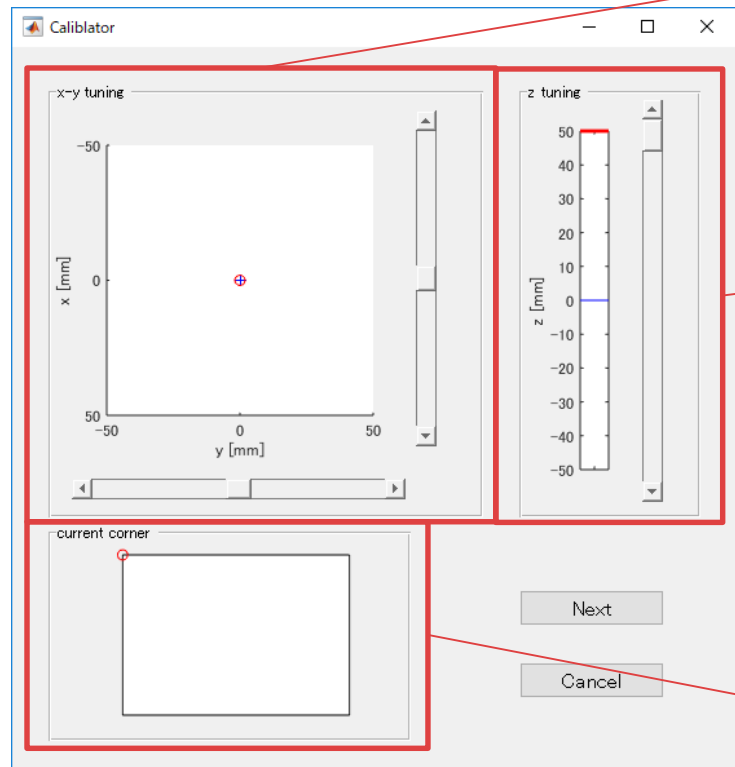 Caliblator
x-y tuning
-50
0
50
x [mm]
-50
0
50
y [mm]
z tuning
50
40
30
20
10
0
-10
-20
-30
-40
-50
z [mm]
current corner
Next
Cancel